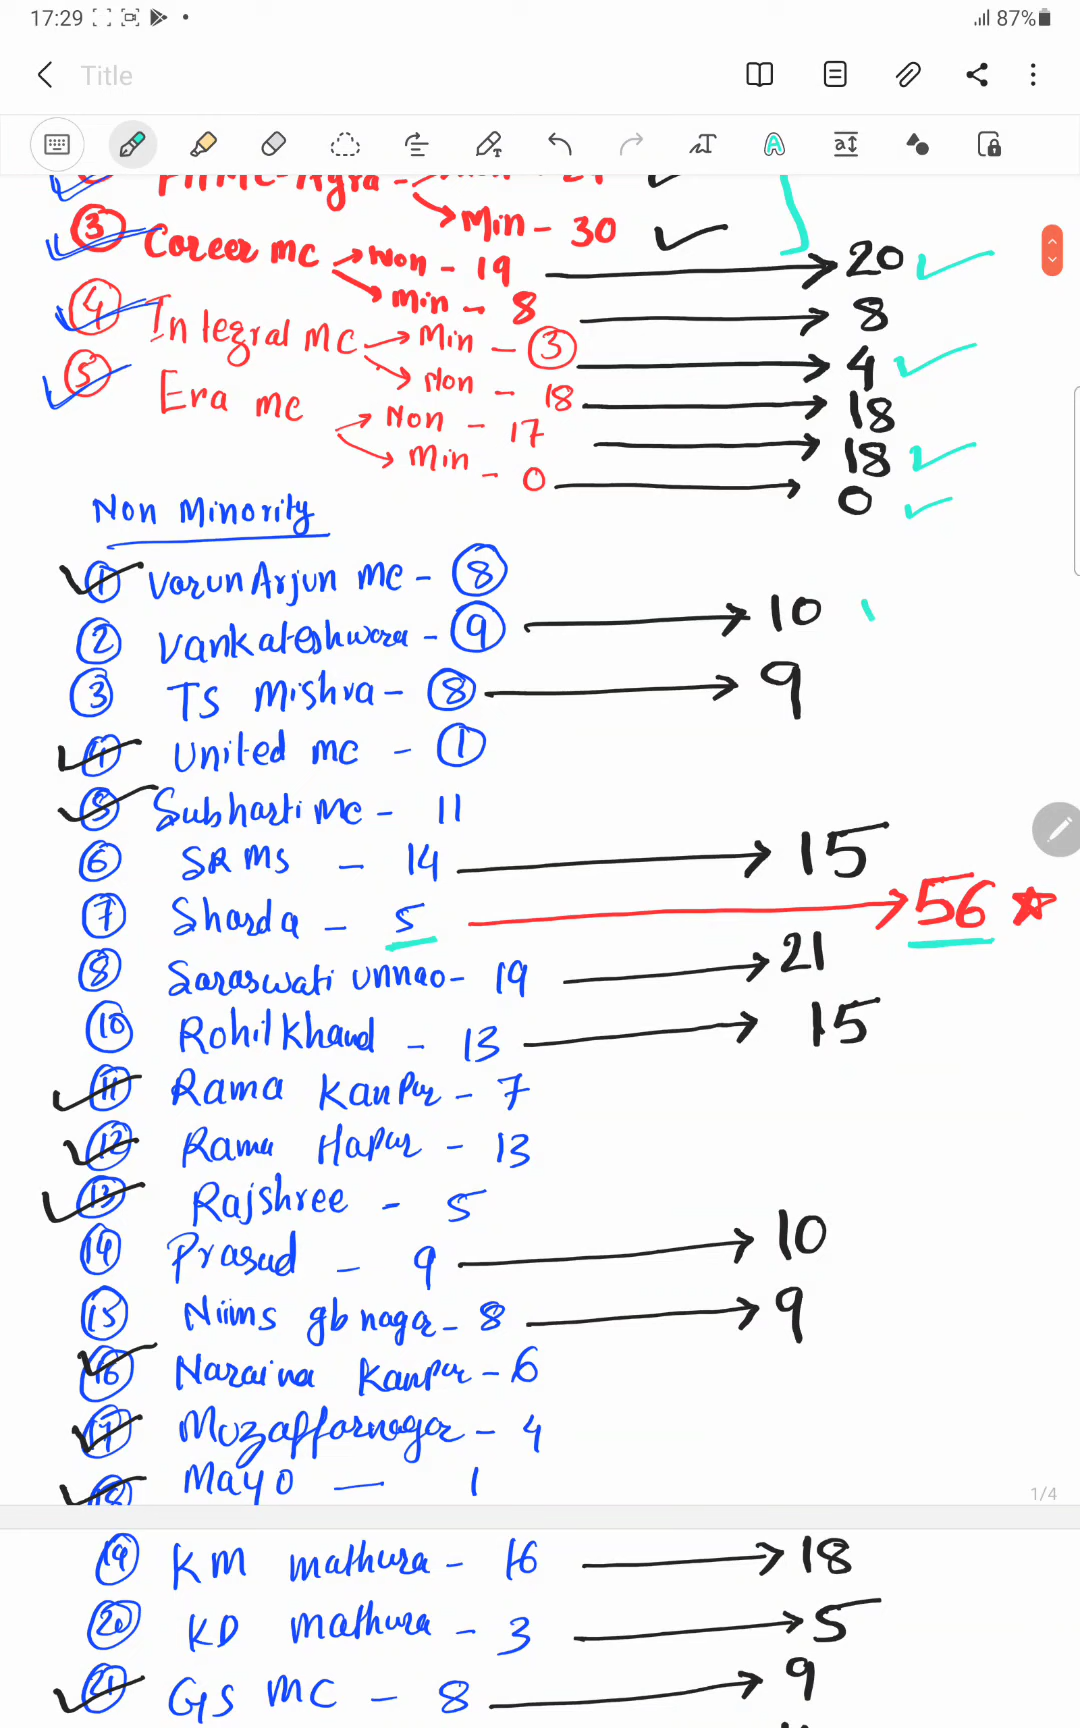 17:29 87%
Title
Min - 30
③ Career mc Non - 19 20
Min - 8 8
④ Integral MC Min - ③ 4
Non - 18 18
⑤ Era mc Non - 17 18
Min - 0 0
Non Minority
① Varun Arjun mc - ⑧
② Vankateshwara - ⑨ 10
③ TS Mishra - ⑧ 9
④ United mc - ①
⑤ Subharti mc - 11
⑥ SRMS - 14 15
⑦ Sharda - 5 56
⑧ Saraswati Unnao - 19 21
⑩ Rohilkhand - 13 15
⑪ Rama Kanpur - 7
⑫ Rama Hapur - 13
⑬ Rajshree - 5
⑭ Prasad - 9 10
⑮ Niims gb nagar - 8 9
⑯ Naraina Kanpur - 6
⑰ Muzaffarnagar - 4
⑱ Mayo - 1
1/4
⑲ KM mathura - 16 18
⑳ KD mathura - 3 5
㉑ GS MC - 8 9